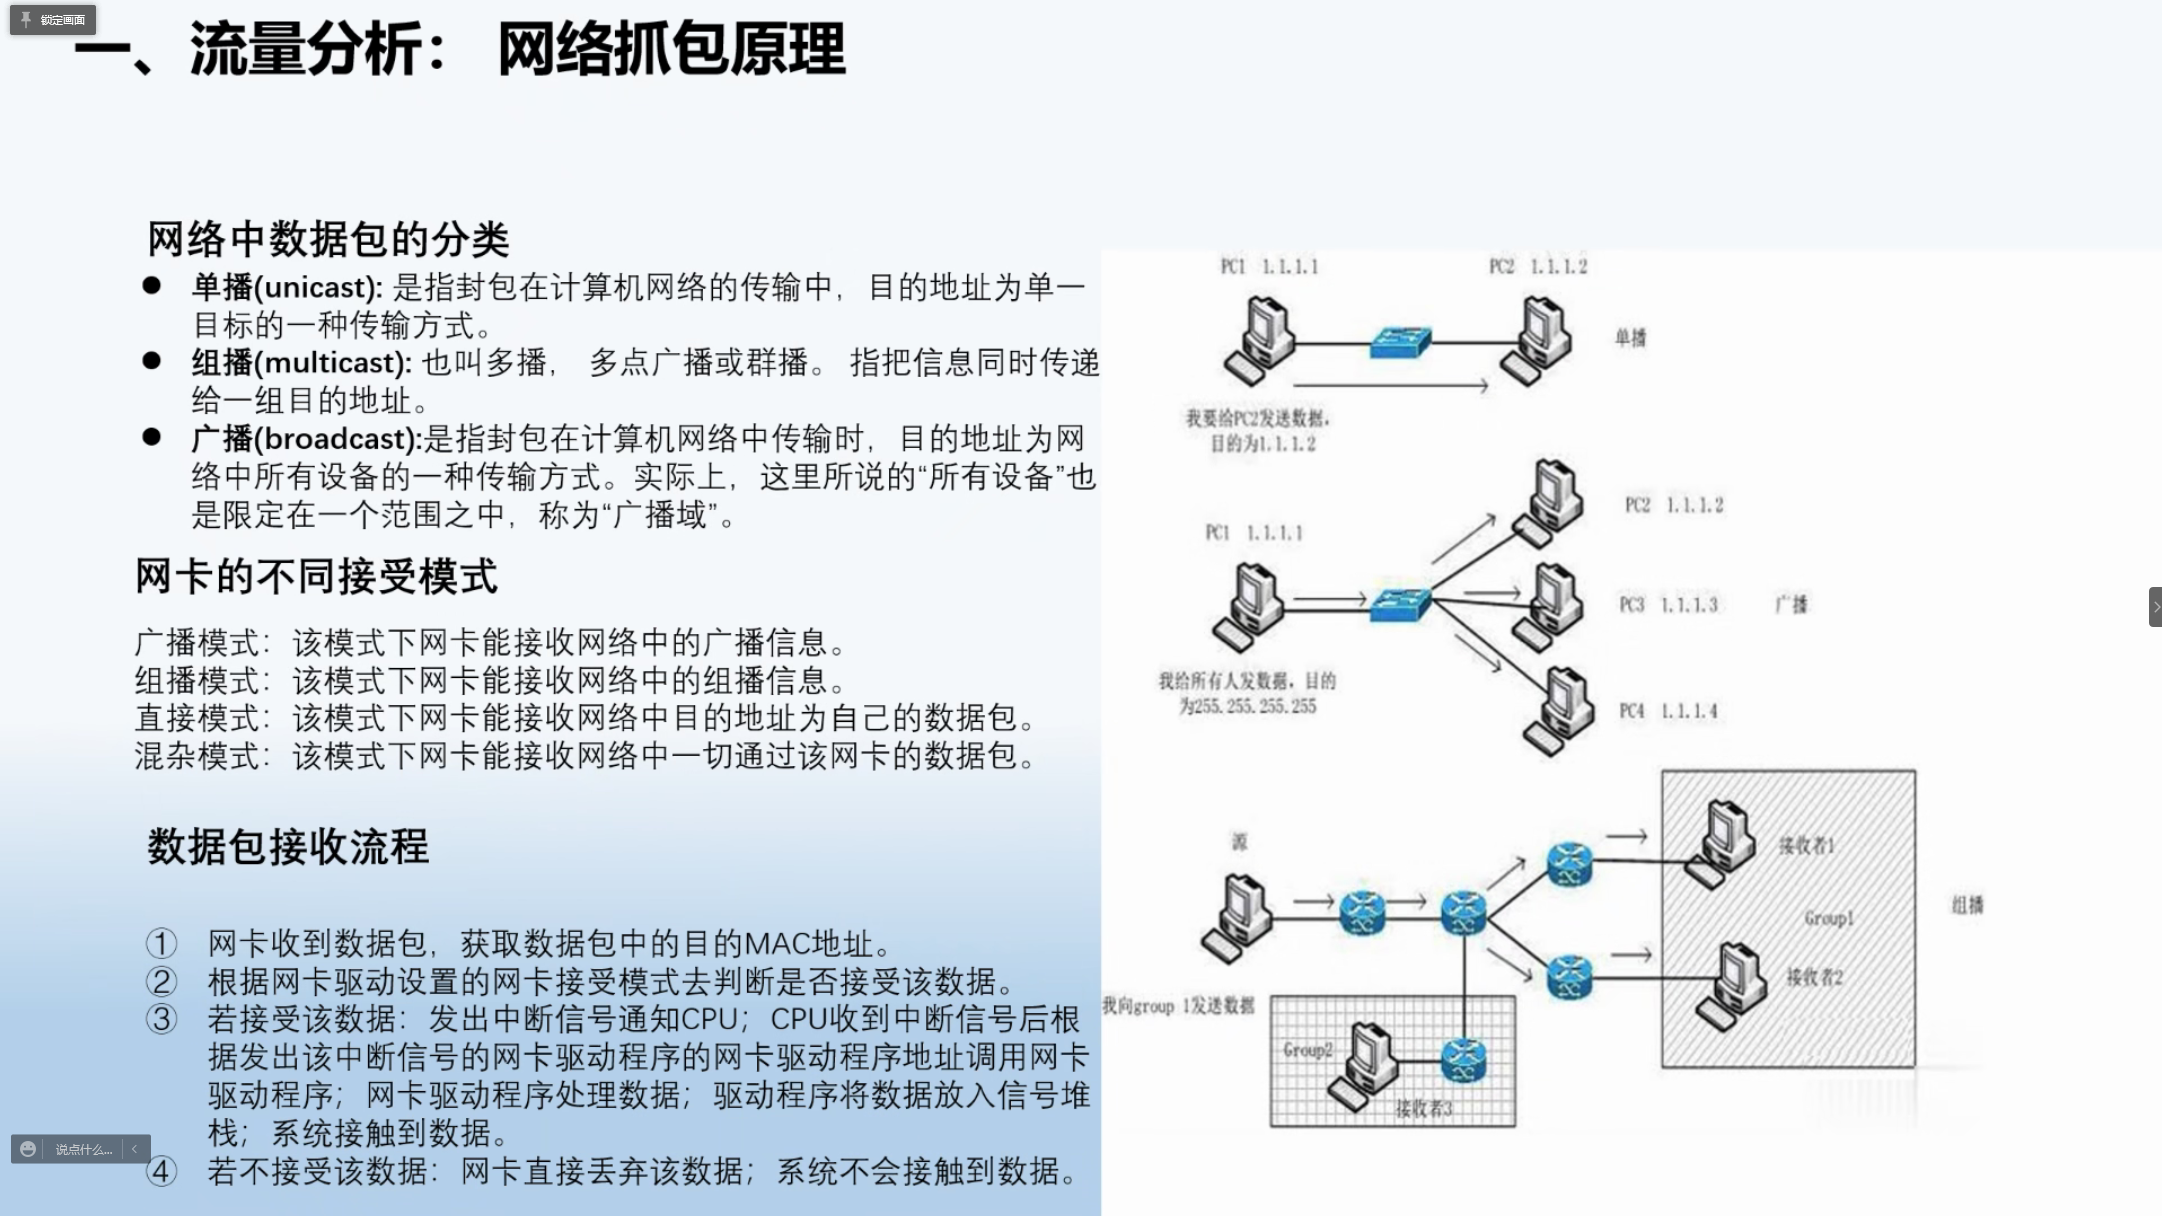 锁定画面
一、流量分析： 网络抓包原理
网络中数据包的分类
● 单播(unicast): 是指封包在计算机网络的传输中，目的地址为单一
目标的一种传输方式。
● 组播(multicast): 也叫多播， 多点广播或群播。 指把信息同时传递
给一组目的地址。
● 广播(broadcast):是指封包在计算机网络中传输时，目的地址为网
络中所有设备的一种传输方式。实际上，这里所说的“所有设备”也
是限定在一个范围之中，称为“广播域”。
网卡的不同接受模式
广播模式：该模式下网卡能接收网络中的广播信息。
组播模式：该模式下网卡能接收网络中的组播信息。
直接模式：该模式下网卡能接收网络中目的地址为自己的数据包。
混杂模式：该模式下网卡能接收网络中一切通过该网卡的数据包。
数据包接收流程
① 网卡收到数据包，获取数据包中的目的MAC地址。
② 根据网卡驱动设置的网卡接受模式去判断是否接受该数据。
③ 若接受该数据：发出中断信号通知CPU；CPU收到中断信号后根
据发出该中断信号的网卡驱动程序的网卡驱动程序地址调用网卡
驱动程序；网卡驱动程序处理数据；驱动程序将数据放入信号堆
栈；系统接触到数据。
④ 若不接受该数据：网卡直接丢弃该数据；系统不会接触到数据。
说点什么...
PC1 1.1.1.1
PC2 1.1.1.2
单播
我要给PC2发送数据，
目的为1.1.1.2
PC1 1.1.1.1
PC2 1.1.1.2
PC3 1.1.1.3
广播
我给所有人发数据，目的
为255.255.255.255
PC4 1.1.1.4
源
接收者1
组播
Group1
接收者2
我向group 1发送数据
Group2
接收者3